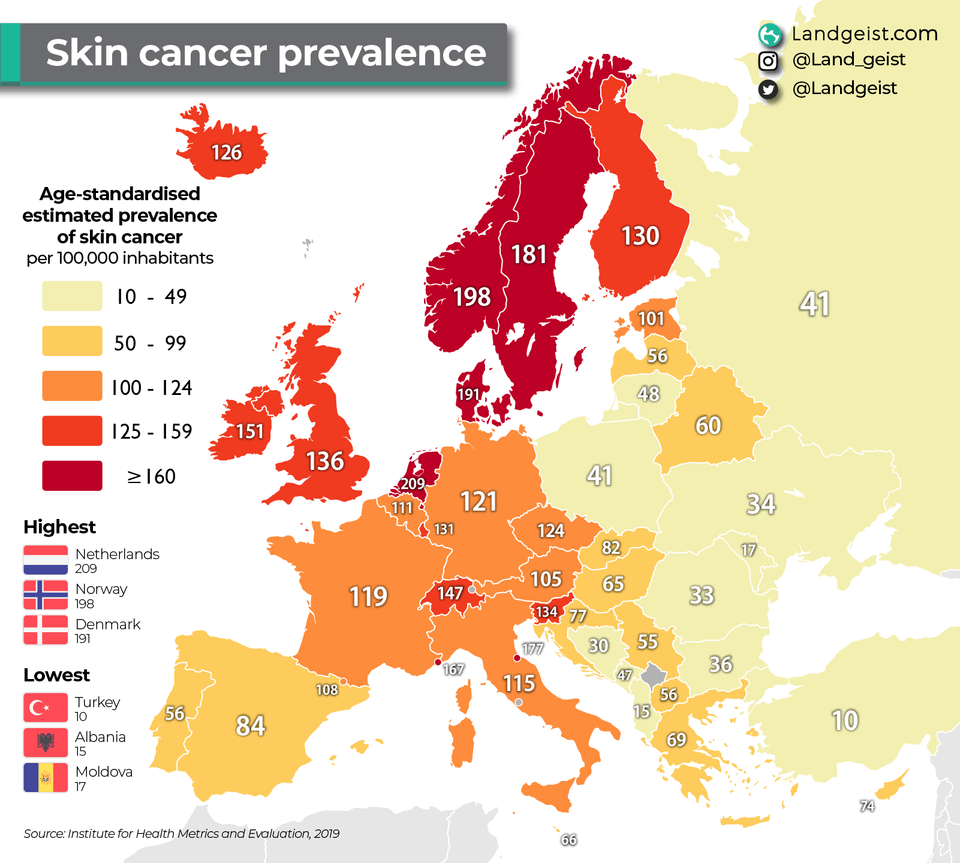 Skin cancer prevalence
Landgeist.com
@Land_geist
@Landgeist
Age-standardised
estimated prevalence
of skin cancer
per 100,000 inhabitants
10 - 49
50 - 99
100 - 124
125 - 159
≥160
Highest
Netherlands
209
Norway
198
Denmark
191
Lowest
Turkey
10
Albania
15
Moldova
17
Source: Institute for Health Metrics and Evaluation, 2019
126
130
181
198
41
101
56
48
191
60
151
136
209
41
121
111
34
131
124
82
17
105
65
147
119
33
134
77
30
55
177
36
167
47
115
108
56
15
56
84
10
69
74
66